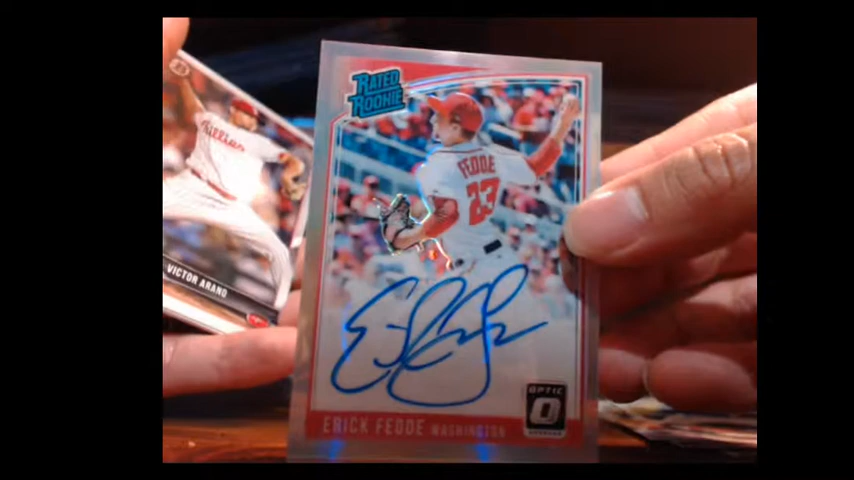 Phillies
VICTOR ARANO
RATED
ROOKIE
FEDDE
23
OPTIC
ERICK FEDDE WASHINGTON